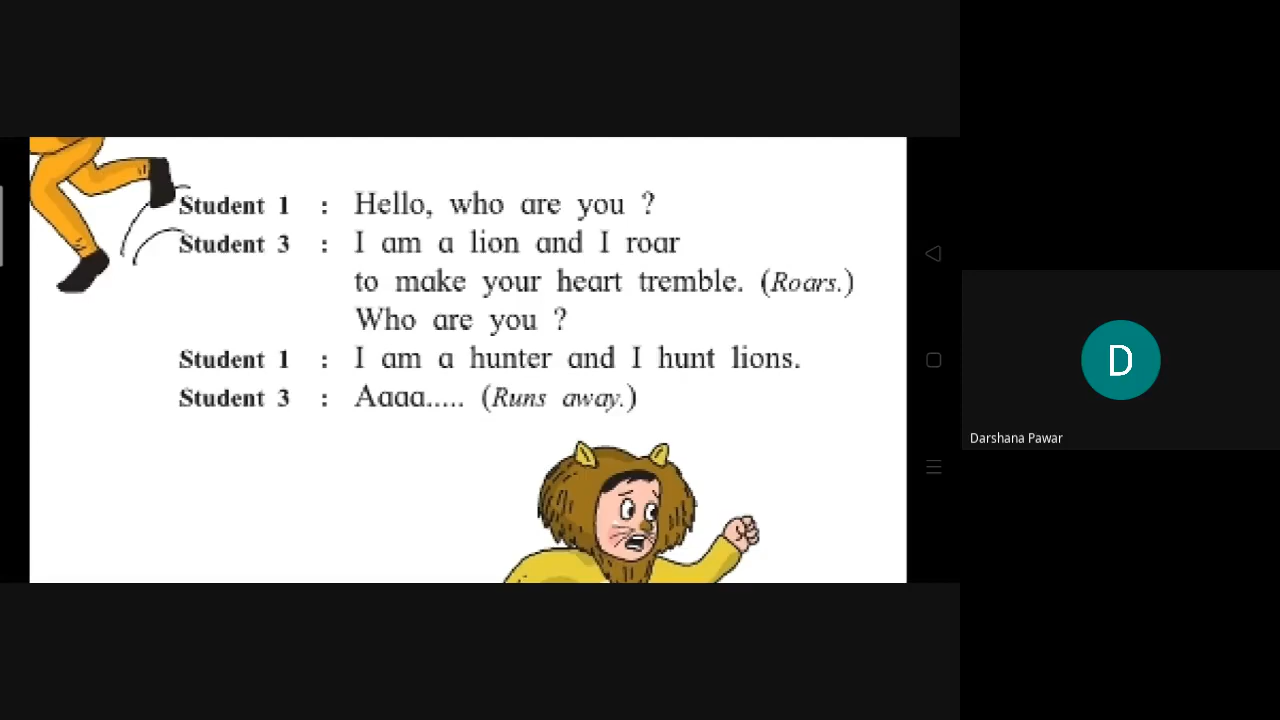 Student 1 : Hello, who are you ?
Student 3 : I am a lion and I roar
to make your heart tremble. (Roars.)
Who are you ?
Student 1 : I am a hunter and I hunt lions.
Student 3 : Aaaa..... (Runs away.)
D
Darshana Pawar